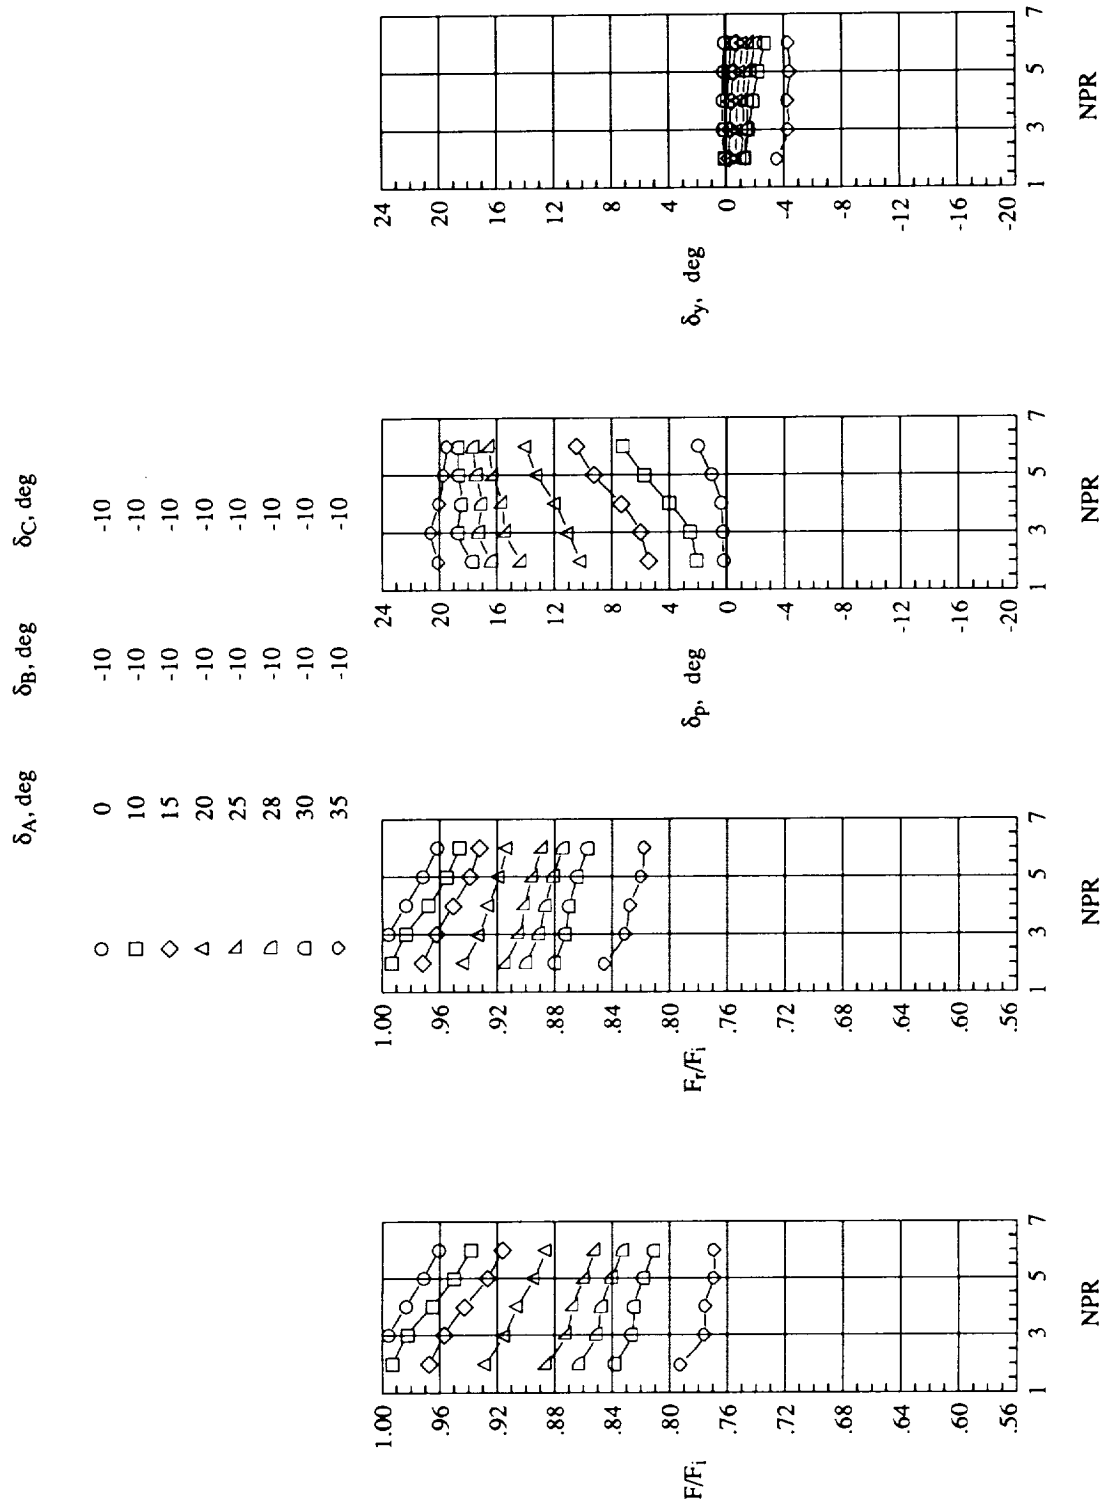 δA, deg δB, deg δC, deg
0 -10 -10
10 -10 -10
15 -10 -10
20 -10 -10
25 -10 -10
28 -10 -10
30 -10 -10
35 -10 -10
F/Fi
1.00
.96
.92
.88
.84
.80
.76
.72
.68
.64
.60
.56
1 3 5 7
NPR
Fr/Fi
1.00
.96
.92
.88
.84
.80
.76
.72
.68
.64
.60
.56
1 3 5 7
NPR
δp, deg
24
20
16
12
8
4
0
-4
-8
-12
-16
-20
1 3 5 7
NPR
δy, deg
24
20
16
12
8
4
0
-4
-8
-12
-16
-20
1 3 5 7
NPR